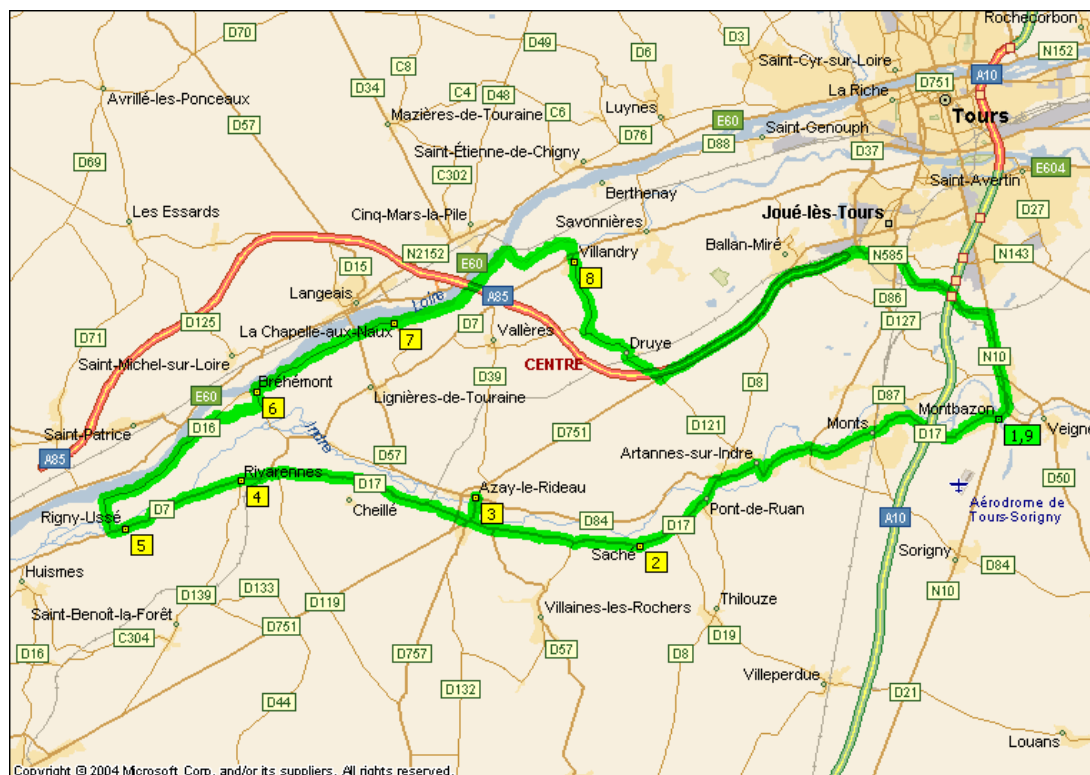 Rochecorbon
D70
D49
D3
D6
N152
Saint-Cyr-sur-Loire
C8
A10
D34
C4
D48
La Riche
D751
Avrillé-les-Ponceaux
Luynes
C6
Mazières-de-Touraine
Tours
D57
E60
D76
Saint-Genouph
D88
D37
Saint-Étienne-de-Chigny
D69
E604
C302
Saint-Avertin
Berthenay
D27
Les Essards
Cinq-Mars-la-Pile
Savonnières
Joué-lès-Tours
Ballan-Miré
N2152
Villandry
N585
N143
E60
D15
8
A85
Langeais
Loire
D86
D125
D7
D127
La Chapelle-aux-Naux
7
Vallères
D71
Druye
Saint-Michel-sur-Loire
CENTRE
N10
D39
D8
Bréhémont
Lignières-de-Touraine
E60
D87
6
Montbazon
D16
D121
Saint-Patrice
D751
Monts
D17
Veigne
Indre
1,9
D57
A85
Artannes-sur-Indre
Rivarennes
D50
D17
Azay-le-Rideau
4
Cheillé
3
Pont-de-Ruan
Aérodrome de
Tours-Sorigny
D7
Rigny-Ussé
D84
D17
A10
5
Saché
2
Sorigny
Huismes
D133
D84
D139
D119
N10
Saint-Benoît-la-Forêt
Villaines-les-Rochers
Thilouze
D751
C304
D19
D16
D757
D57
D8
Villeperdue
D132
D21
D44
Louans
Copyright © 2004 Microsoft Corp. and/or its suppliers. All rights reserved.